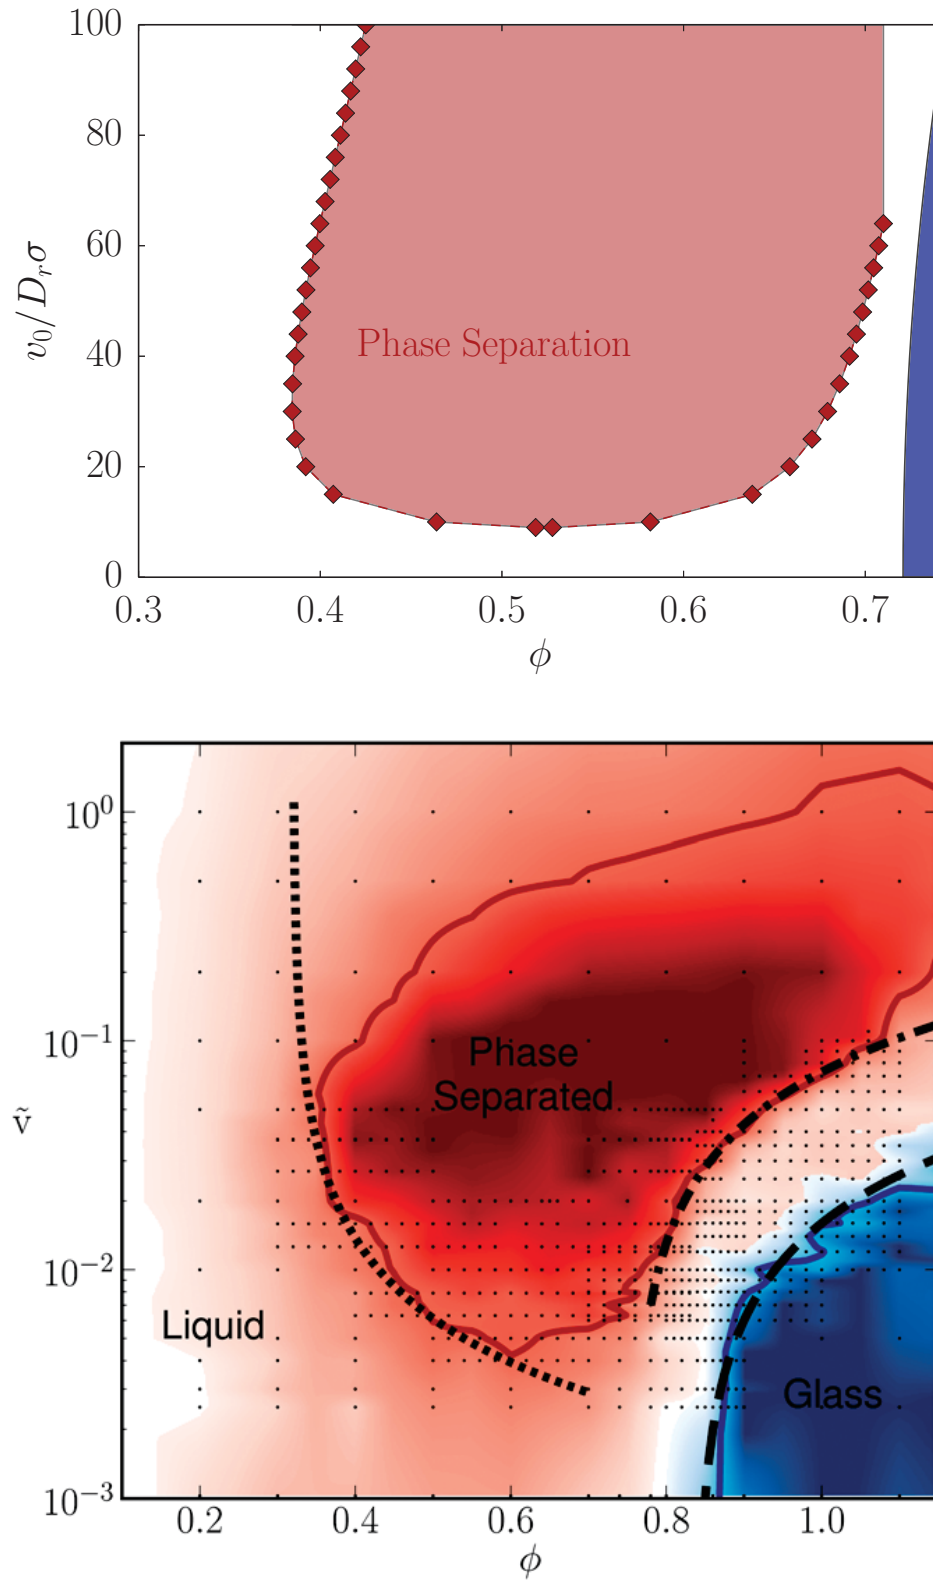 100
80
60
40
20
0
v₀/Dᵣσ
Phase Separation
0.3 0.4 0.5 0.6 0.7
ϕ
10⁰
10⁻¹
10⁻²
10⁻³
ṽ
Phase
Separated
Liquid
Glass
0.2 0.4 0.6 0.8 1.0
ϕ